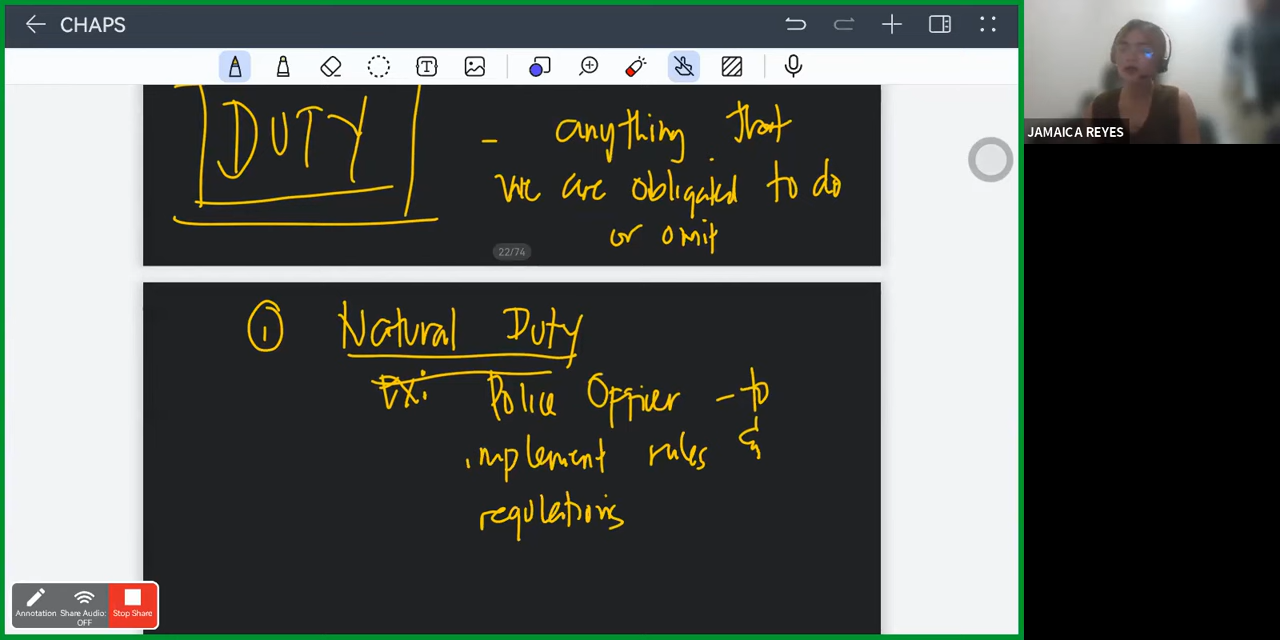 CHAPS
JAMAICA REYES
DUTY
- anything that
we are obligated to do
or omit
22/74
① Natural Duty
Ex: Police Officer - to
implement rules &
regulations
Annotation
Share Audio: OFF
Stop Share